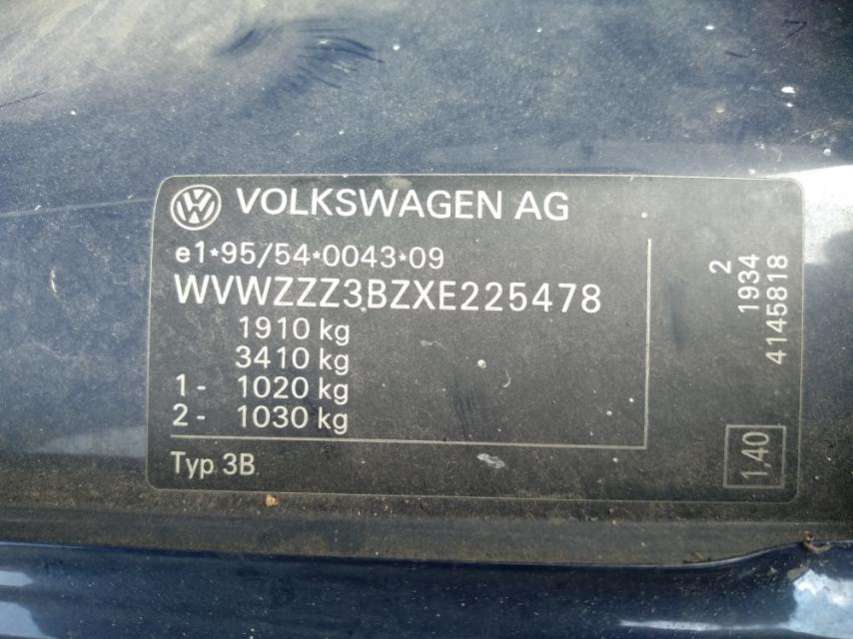 VOLKSWAGEN AG
e1*95/54*0043*09
WVWZZZ3BZXE225478
1910 kg
3410 kg
1- 1020 kg
2- 1030 kg
Typ 3B
2
1934
4145818
1,40